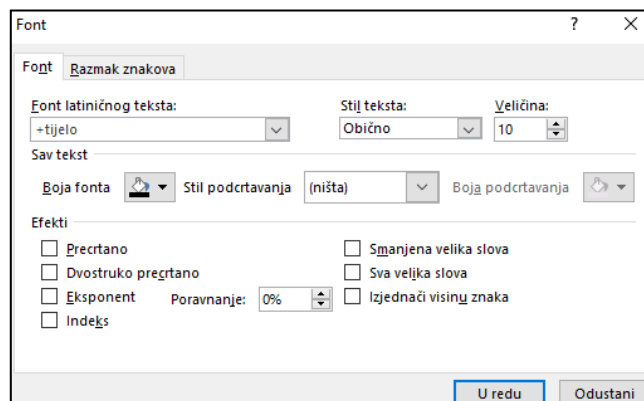 Font ?
Font Razmak znakova
Font latiničnog teksta: Stil teksta: Veličina:
+tijelo Obično 10
Sav tekst
Boja fonta Stil podcrtavanja (ništa) Boja podcrtavanja
Efekti
Precrtano Smanjena velika slova
Dvostruko precrtano Sva velika slova
Eksponent Poravnanje: 0% Izjednači visinu znaka
Indeks
U redu Odustani